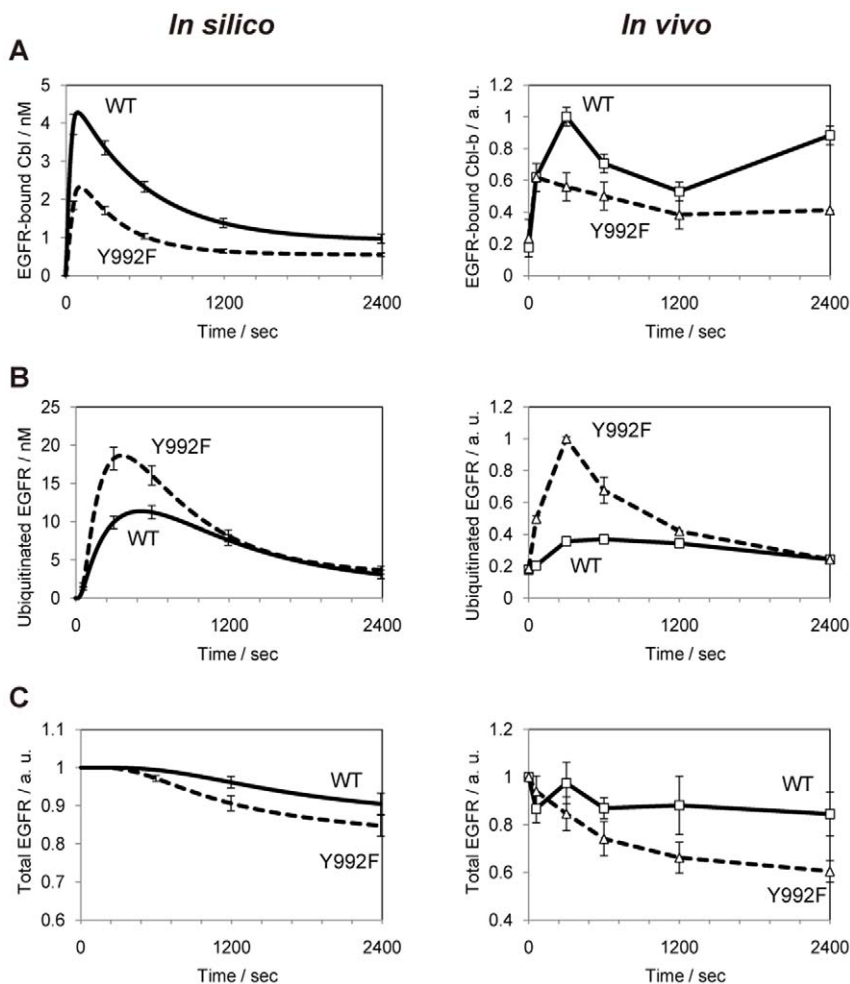 In silico
In vivo
A
EGFR-bound Cbl / nM
5
4
3
2
1
0
WT
Y992F
0
1200
2400
Time / sec
EGFR-bound Cbl-b / a. u.
1.2
1
0.8
0.6
0.4
0.2
0
WT
Y992F
0
1200
2400
Time / sec
B
Ubiquitinated EGFR / nM
25
20
15
10
5
0
Y992F
WT
0
1200
2400
Time / sec
Ubiquitinated EGFR / a. u.
1.2
1
0.8
0.6
0.4
0.2
0
Y992F
WT
0
1200
2400
Time / sec
C
Total EGFR / a. u.
1.1
1
0.9
0.8
0.7
0.6
WT
Y992F
0
1200
2400
Time / sec
Total EGFR / a. u.
1.2
1
0.8
0.6
0.4
WT
Y992F
0
1200
2400
Time / sec